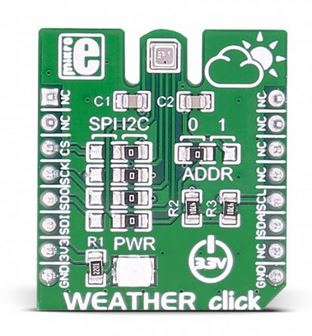 mikro
e
C1
C2
SPI I2C
0 1
ADDR
R2
R3
R1
PWR
3.3V
NC
NC
CS
SCK
SDO
SDI
3V3
GND
NC
NC
NC
NC
SCL
SDA
NC
GND
WEATHER click